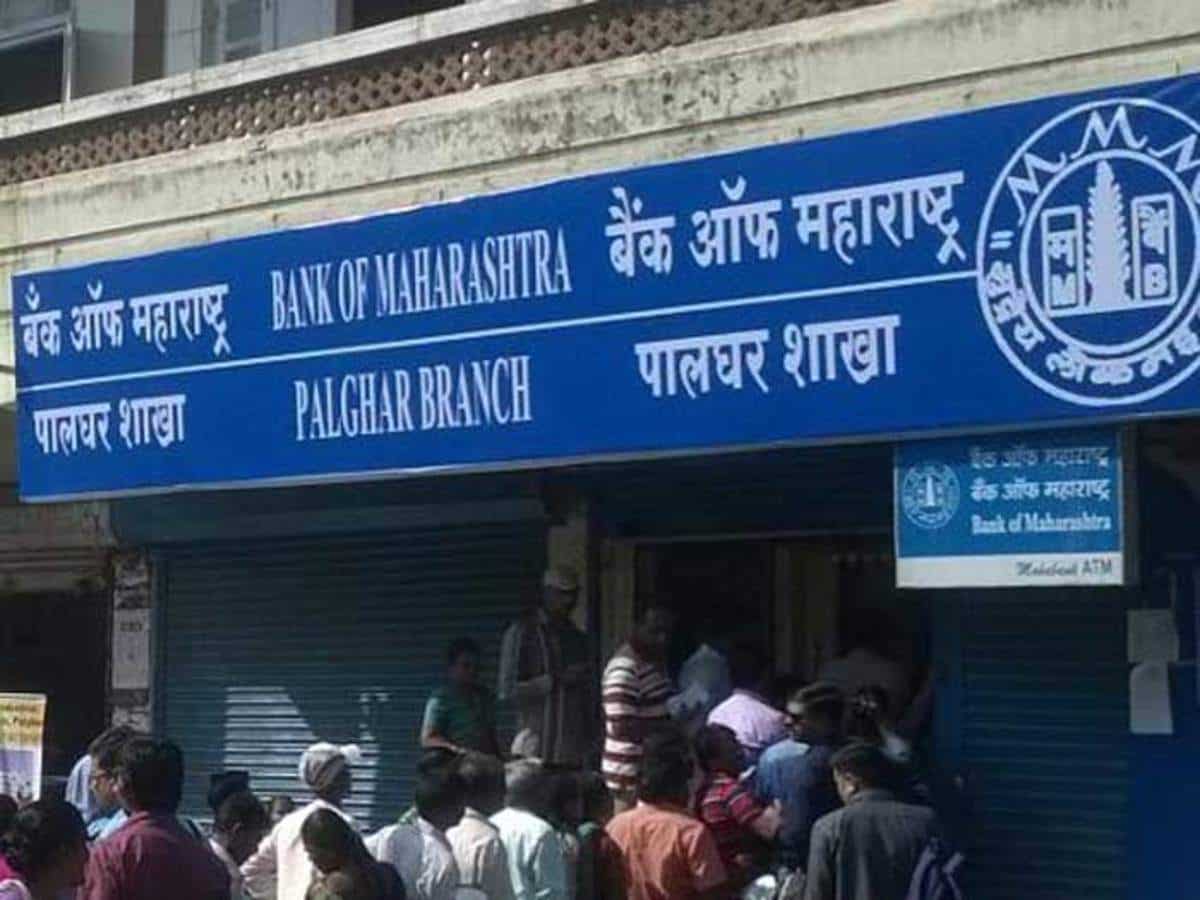 बँक ऑफ महाराष्ट्र BANK OF MAHARASHTRA बैंक ऑफ महाराष्ट्र
पालघर शाखा PALGHAR BRANCH पालघर शाखा
म बैं
M B
बैंक ऑफ महाराष्ट्र
बँक ऑफ महाराष्ट्र
Bank of Maharashtra
Mahabank ATM